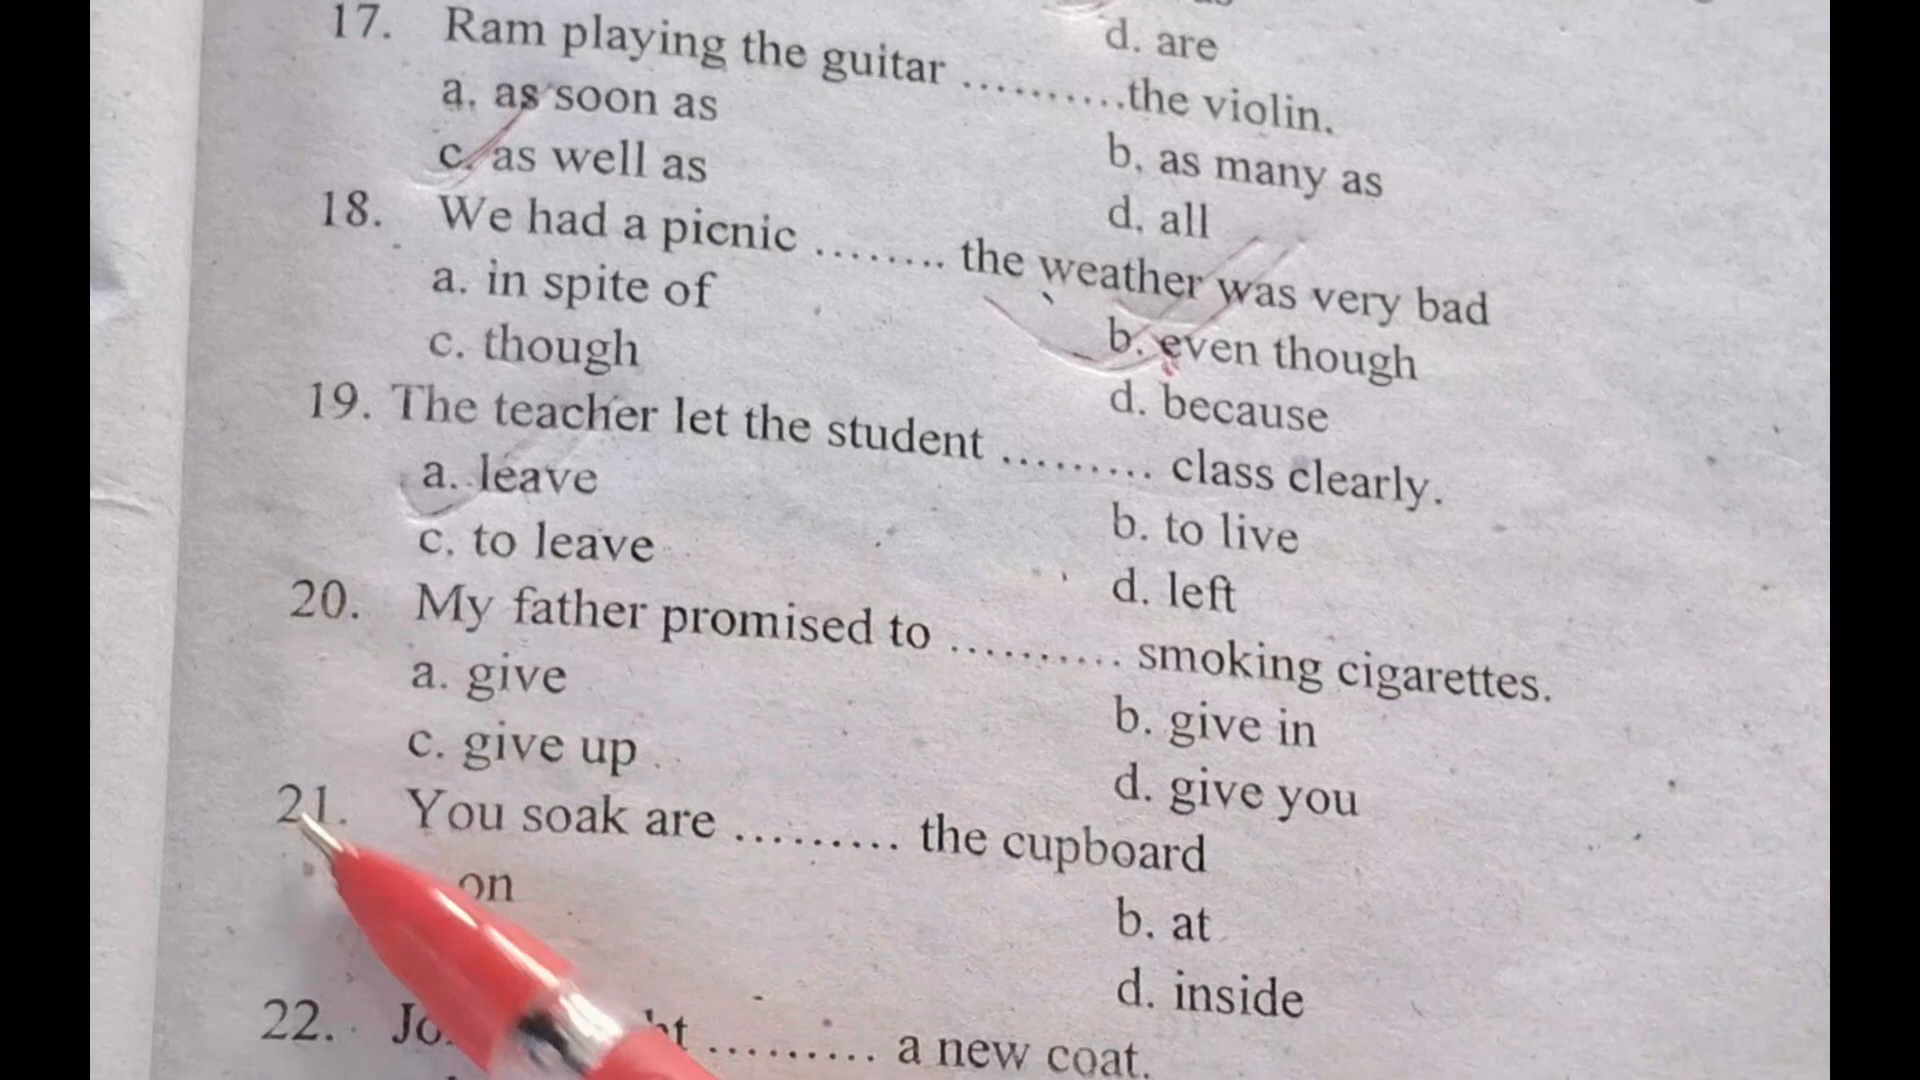 d. are
17. Ram playing the guitar ..........the violin.
a. as soon as
b. as many as
c. as well as
d. all
18. We had a picnic ........ the weather was very bad
a. in spite of
b. even though
c. though
d. because
19. The teacher let the student ......... class clearly.
a. leave
b. to live
c. to leave
d. left
20. My father promised to .......... smoking cigarettes.
a. give
b. give in
c. give up
d. give you
21. You soak are ......... the cupboard
on
b. at
d. inside
22. ......... a new coat.